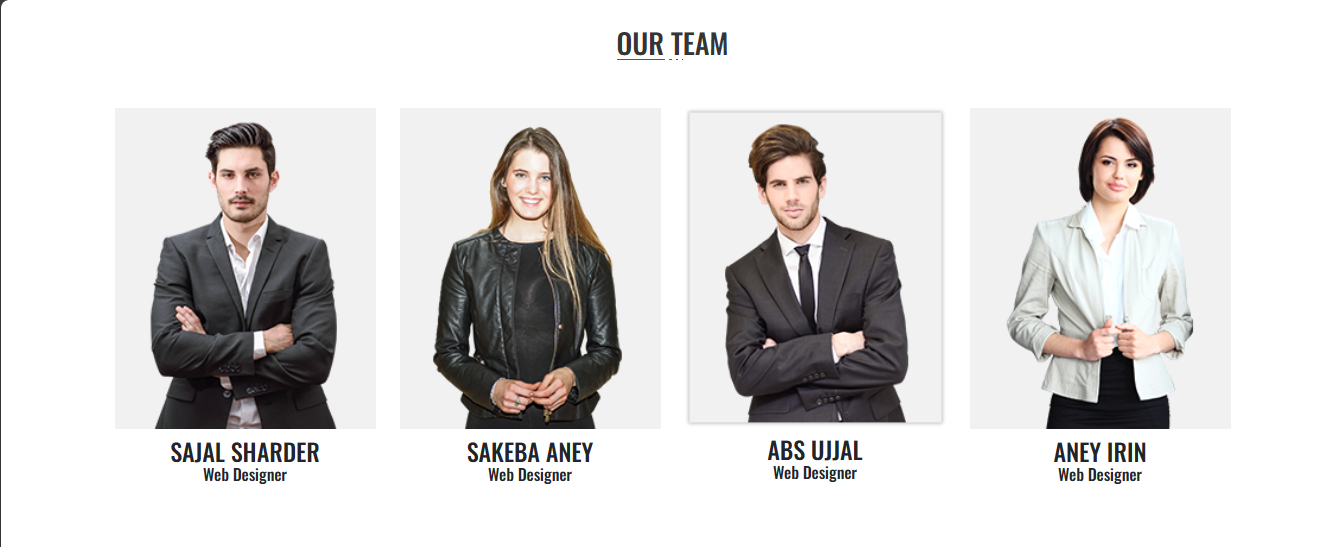 OUR TEAM
SAJAL SHARDER
Web Designer
SAKEBA ANEY
Web Designer
ABS UJJAL
Web Designer
ANEY IRIN
Web Designer